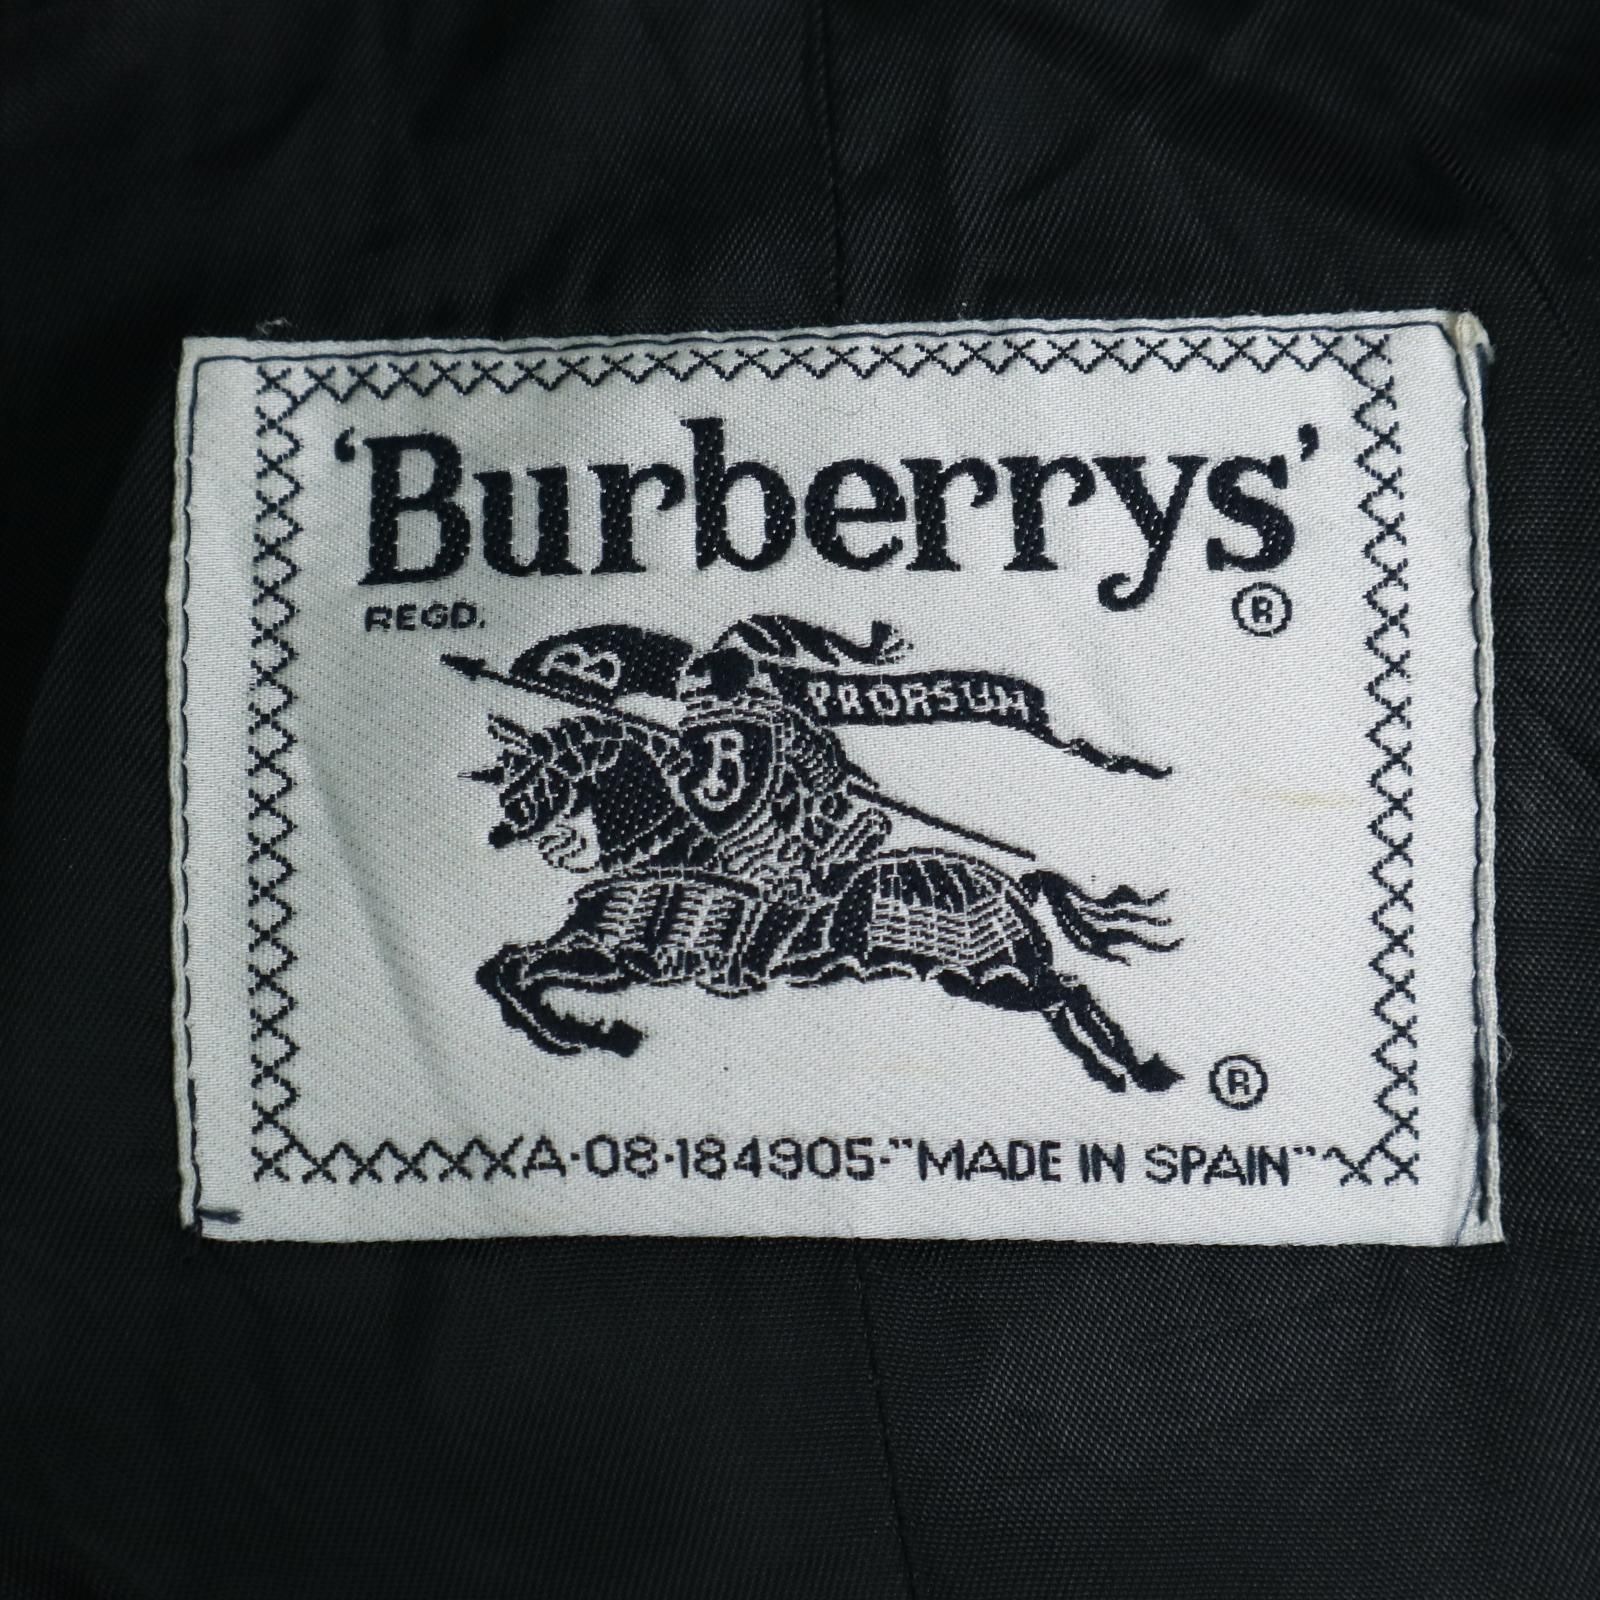 ‘Burberrys’
REGD. ®
B
PRORSUM
B
®
A·08·184905·"MADE IN SPAIN"